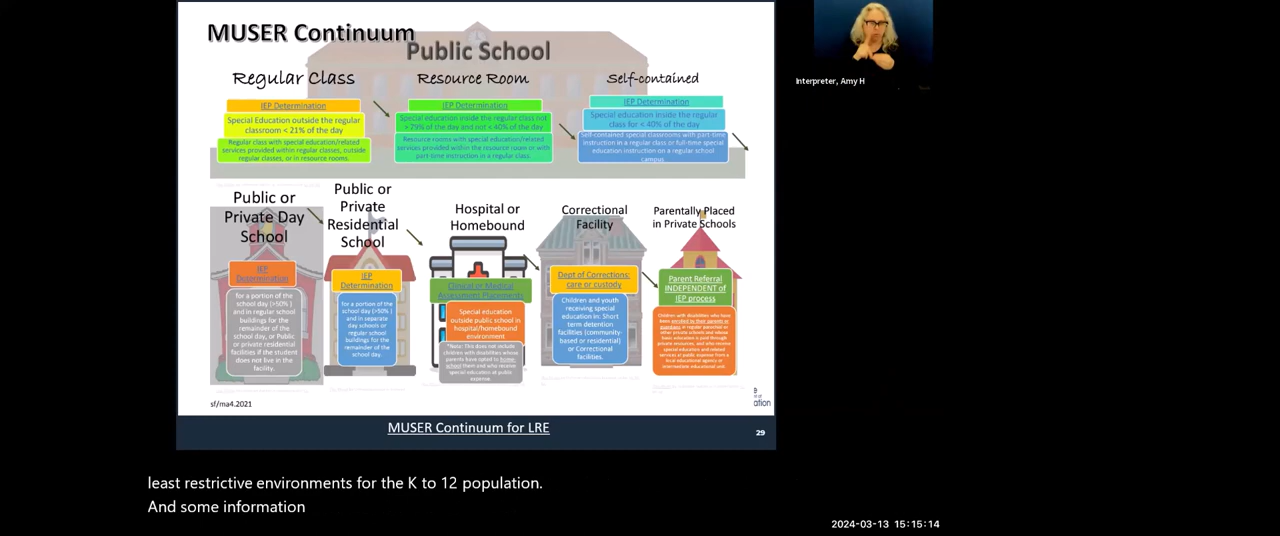 MUSER Continuum
Public School
Regular Class
IEP Determination
Special Education outside the regular
classroom < 21% of the day
Regular class with special education/related
services provided within regular classes, outside
regular classes, or in resource rooms.
Resource Room
IEP Determination
Special education inside the regular class not
> 79% of the day and not < 40% of the day
Resource rooms with special education/related
services provided within the resource room or with
part-time instruction in a regular class.
Self-contained
IEP Determination
Special education inside the regular
class for < 40% of the day
Self-contained special classrooms with part-time
instruction in a regular class or full-time special
education instruction on a regular school
campus.
Public or
Private Day
School
IEP
Determination
for a portion of the
school day (>50% )
and in regular school
buildings for the
remainder of the
school day, or Public
or private residential
facilities if the student
does not live in the
facility.
Public or
Private
Residential
School
IEP
Determination
for a portion of the
school day (>50%)
and in separate
day schools or
regular school
buildings for the
remainder of the
school day.
Hospital or
Homebound
Clinical or Medical
Assessment Placements
Special education
outside public school in
hospital/homebound
environment
*Note: This does not include
children with disabilities whose
parents have opted to home-
school them and who receive
special education at public
expense.
Correctional
Facility
Dept of Corrections:
care or custody
Children and youth
receiving special
education in: Short
term detention
facilities (community-
based or residential)
or Correctional
facilities.
Parentally Placed
in Private Schools
Parent Referral
INDEPENDENT of
IEP process
Children with disabilities who have
been enrolled by their parents or
guardians in regular parochial or
other private schools and whose
basic education is paid through
private resources, and who receive
special education and related
services at public expense from a
local educational agency or
intermediate educational unit
sf/ma4.2021
MUSER Continuum for LRE
29
Interpreter, Amy H
least restrictive environments for the K to 12 population.
And some information
2024-03-13 15:15:14